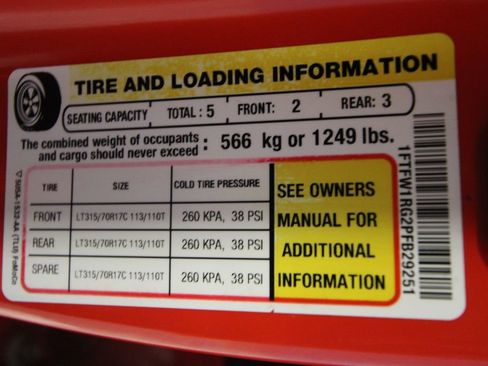 TIRE AND LOADING INFORMATION
SEATING CAPACITY TOTAL : 5 FRONT: 2 REAR: 3
The combined weight of occupants
and cargo should never exceed : 566 kg or 1249 lbs.
TIRE SIZE COLD TIRE PRESSURE
FRONT LT315/70R17C 113/110T 260 KPA, 38 PSI
REAR LT315/70R17C 113/110T 260 KPA, 38 PSI
SPARE LT315/70R17C 113/110T 260 KPA, 38 PSI
SEE OWNERS
MANUAL FOR
ADDITIONAL
INFORMATION
1FTFW1RG2PFB29251